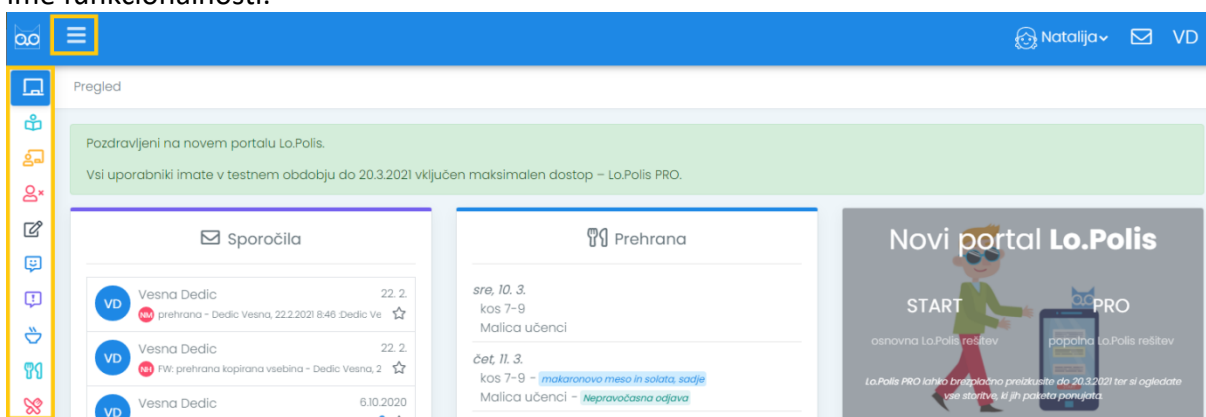 ime funkcionalnosti.
Natalija
VD
Pregled
Pozdravljeni na novem portalu Lo.Polis.
Vsi uporabniki imate v testnem obdobju do 20.3.2021 vključen maksimalen dostop – Lo.Polis PRO.
Sporočila
VD
Vesna Dedic
22. 2.
NM
prehrana - Dedic Vesna, 22.2.2021 8:46 :Dedic Ve
VD
Vesna Dedic
22. 2.
NH
FW: prehrana kopirana vsebina - Dedic Vesna, 2
VD
Vesna Dedic
6.10.2020
Prehrana
sre, 10. 3.
kos 7-9
Malica učenci
čet, 11. 3.
kos 7-9 - makaronovo meso in solata, sadje
Malica učenci - Nepravočasna odjava
Novi portal Lo.Polis
START
osnovna Lo.Polis rešitev
PRO
popolna Lo.Polis rešitev
Lo.Polis PRO lahko brezplačno preizkusite do 20.3.2021 ter si ogledate
vse storitve, ki jih paketa ponujata.